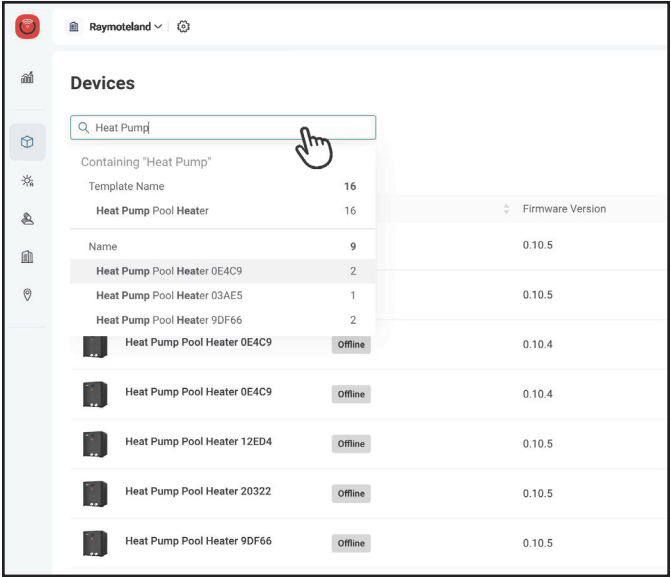 Raymoteland
Devices
Heat Pump
Containing "Heat Pump"
Template Name 16
Heat Pump Pool Heater 16
Name 9
Heat Pump Pool Heater 0E4C9 2
Heat Pump Pool Heater 03AE5 1
Heat Pump Pool Heater 9DF66 2
Firmware Version
0.10.5
0.10.5
Heat Pump Pool Heater 0E4C9 Offline 0.10.4
Heat Pump Pool Heater 0E4C9 Offline 0.10.4
Heat Pump Pool Heater 12ED4 Offline 0.10.5
Heat Pump Pool Heater 20322 Offline 0.10.5
Heat Pump Pool Heater 9DF66 Offline 0.10.5